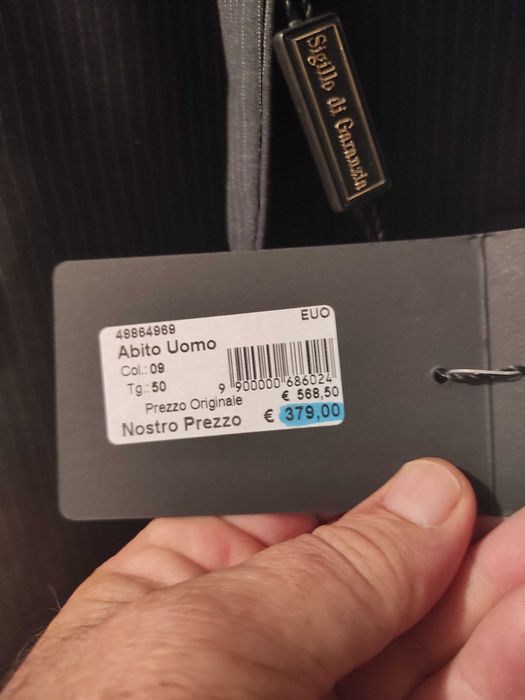 Sigillo di Garanzia
EUO
48864969
Abito Uomo
Col.: 09
Tg.: 50
9 900000 686024
Prezzo Originale € 568,50
Nostro Prezzo € 379,00